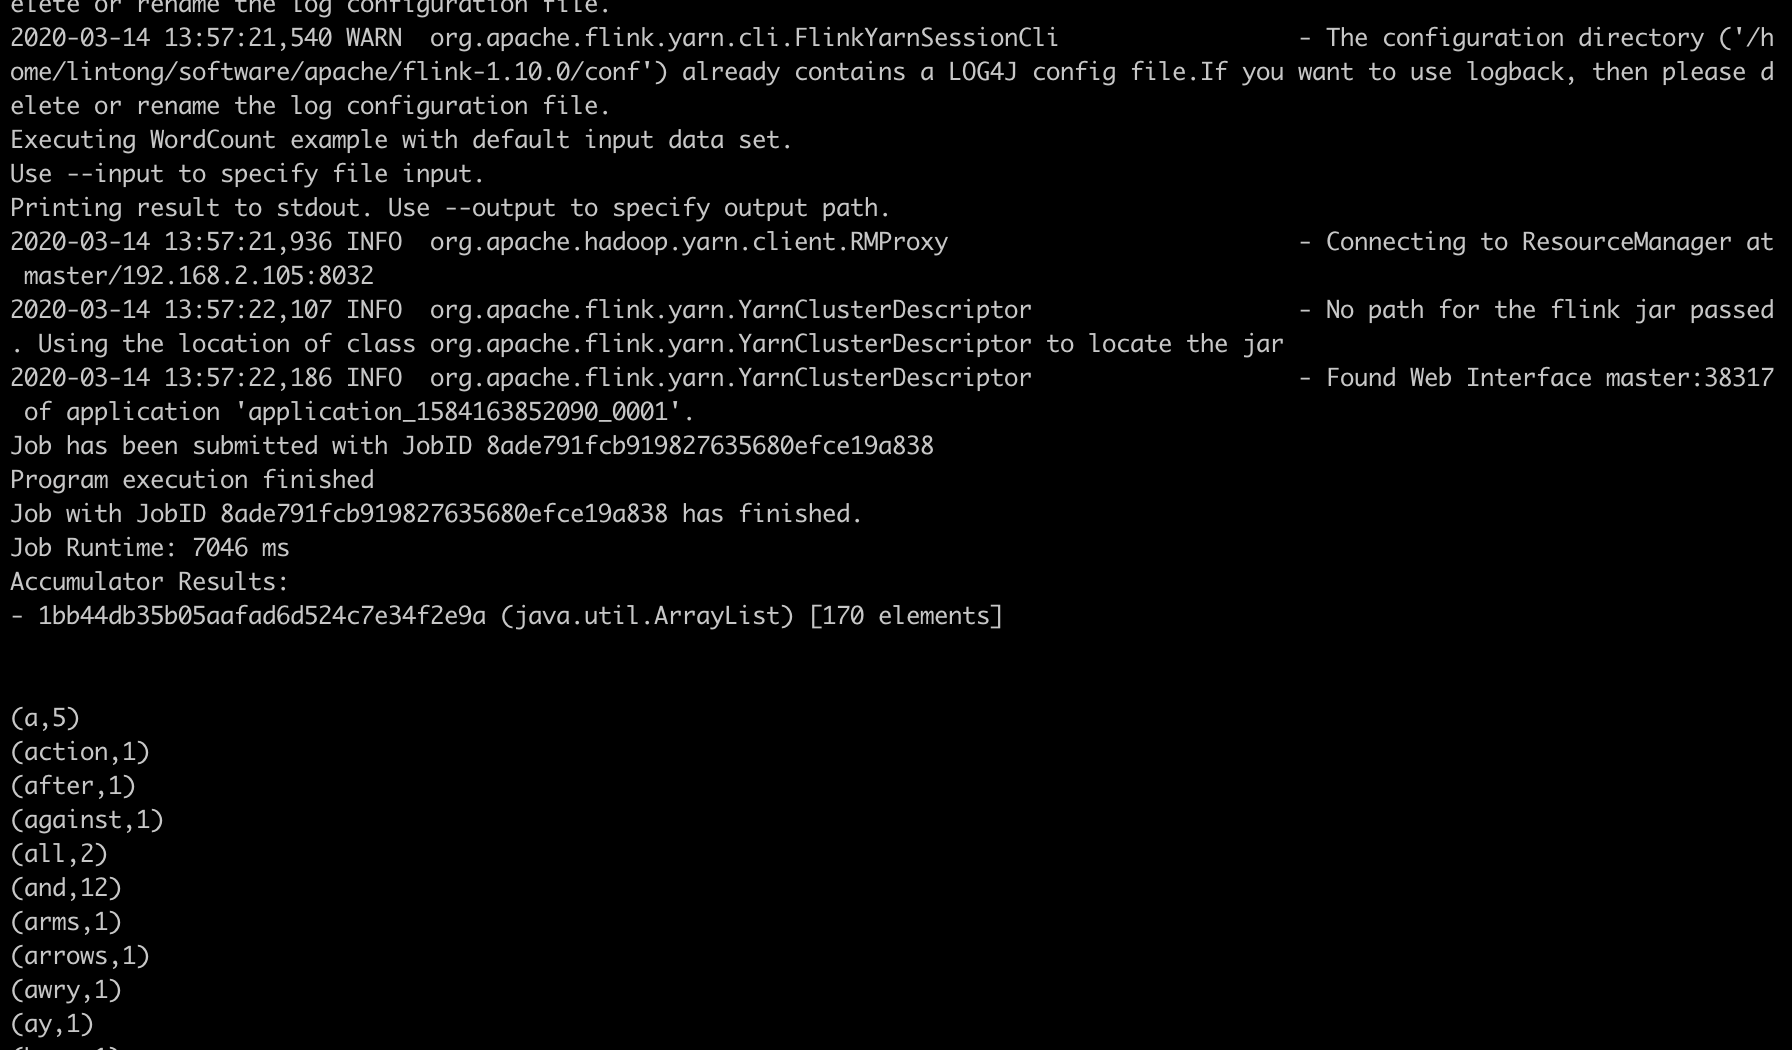 elete or rename the log configuration file.
2020-03-14 13:57:21,540 WARN  org.apache.flink.yarn.cli.FlinkYarnSessionCli                 - The configuration directory ('/h
ome/lintong/software/apache/flink-1.10.0/conf') already contains a LOG4J config file.If you want to use logback, then please d
elete or rename the log configuration file.
Executing WordCount example with default input data set.
Use --input to specify file input.
Printing result to stdout. Use --output to specify output path.
2020-03-14 13:57:21,936 INFO  org.apache.hadoop.yarn.client.RMProxy                         - Connecting to ResourceManager at
 master/192.168.2.105:8032
2020-03-14 13:57:22,107 INFO  org.apache.flink.yarn.YarnClusterDescriptor                   - No path for the flink jar passed
. Using the location of class org.apache.flink.yarn.YarnClusterDescriptor to locate the jar
2020-03-14 13:57:22,186 INFO  org.apache.flink.yarn.YarnClusterDescriptor                   - Found Web Interface master:38317
 of application 'application_1584163852090_0001'.
Job has been submitted with JobID 8ade791fcb919827635680efce19a838
Program execution finished
Job with JobID 8ade791fcb919827635680efce19a838 has finished.
Job Runtime: 7046 ms
Accumulator Results:
- 1bb44db35b05aafad6d524c7e34f2e9a (java.util.ArrayList) [170 elements]
(a,5)
(action,1)
(after,1)
(against,1)
(all,2)
(and,12)
(arms,1)
(arrows,1)
(awry,1)
(ay,1)